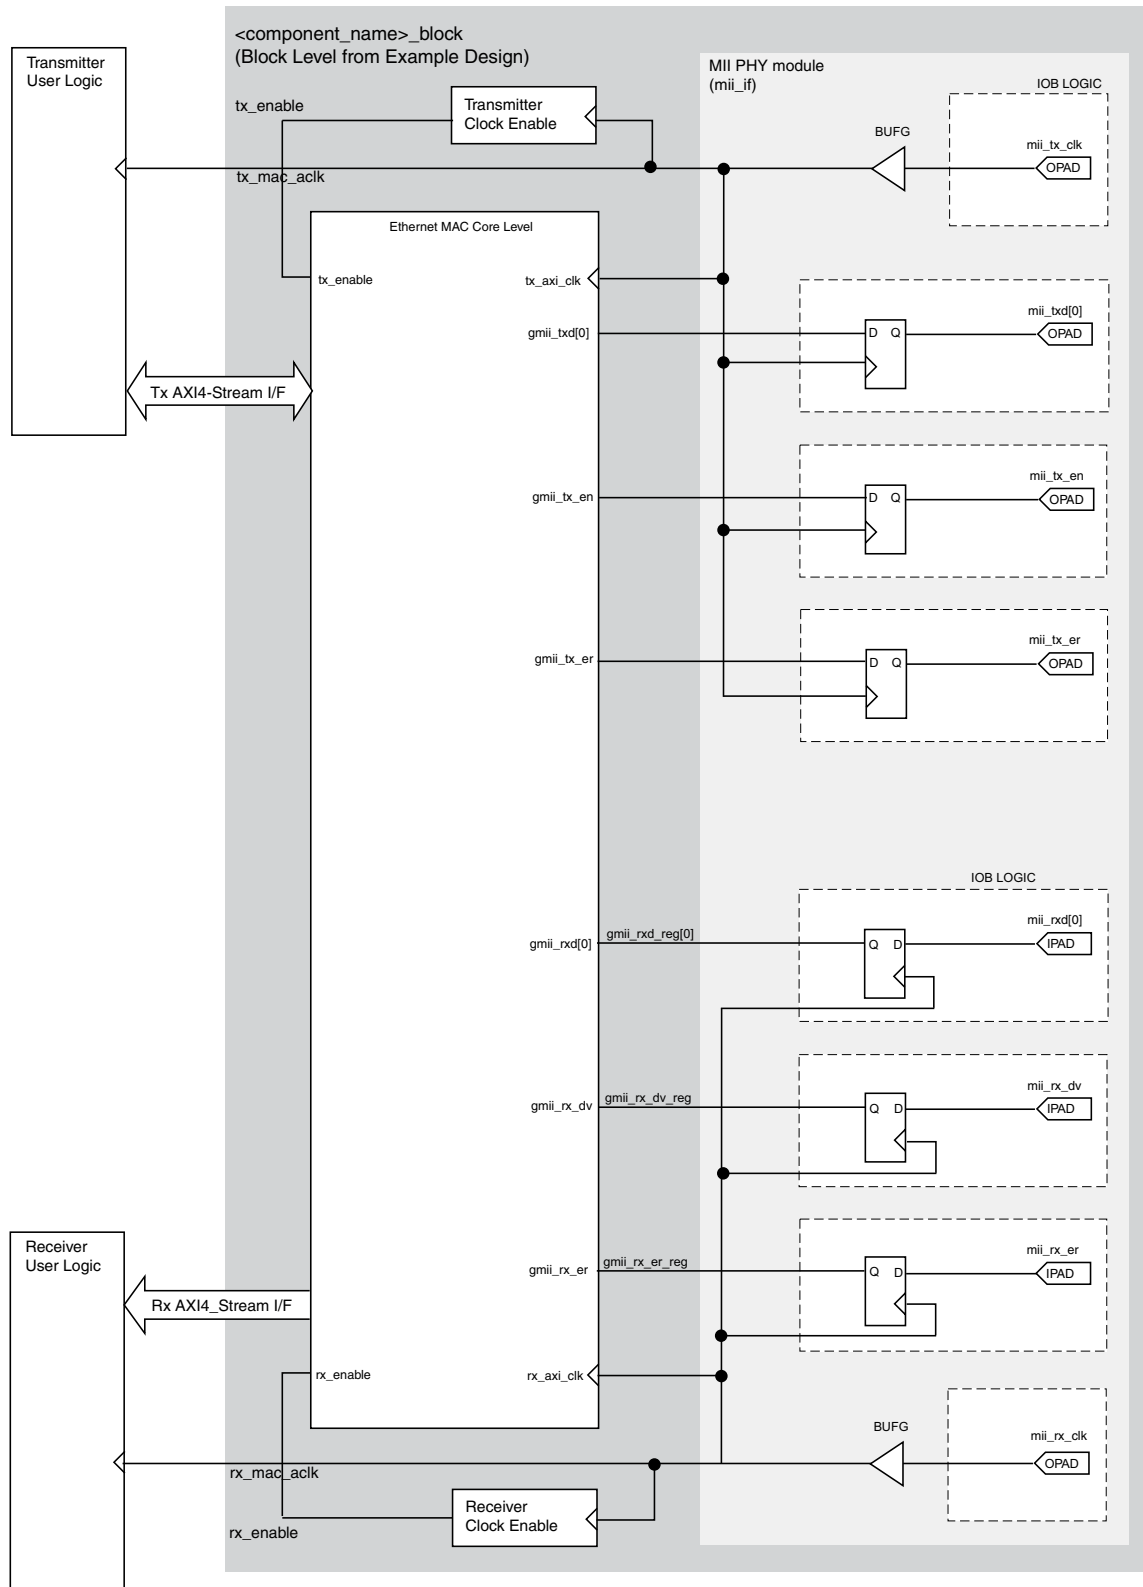 <component_name>_block
(Block Level from Example Design)
Transmitter
User Logic
MII PHY module
(mii_if)
IOB LOGIC
tx_enable
Transmitter
Clock Enable
BUFG
mii_tx_clk
OPAD
tx_mac_aclk
Ethernet MAC Core Level
tx_enable
tx_axi_clk
gmii_txd[0]
D Q
mii_txd[0]
OPAD
Tx AXI4-Stream I/F
gmii_tx_en
D Q
mii_tx_en
OPAD
gmii_tx_er
D Q
mii_tx_er
OPAD
IOB LOGIC
gmii_rxd[0]
gmii_rxd_reg[0]
Q D
mii_rxd[0]
IPAD
gmii_rx_dv
gmii_rx_dv_reg
Q D
mii_rx_dv
IPAD
Receiver
User Logic
gmii_rx_er
gmii_rx_er_reg
Q D
mii_rx_er
IPAD
Rx AXI4_Stream I/F
rx_enable
rx_axi_clk
BUFG
mii_rx_clk
OPAD
rx_mac_aclk
Receiver
Clock Enable
rx_enable